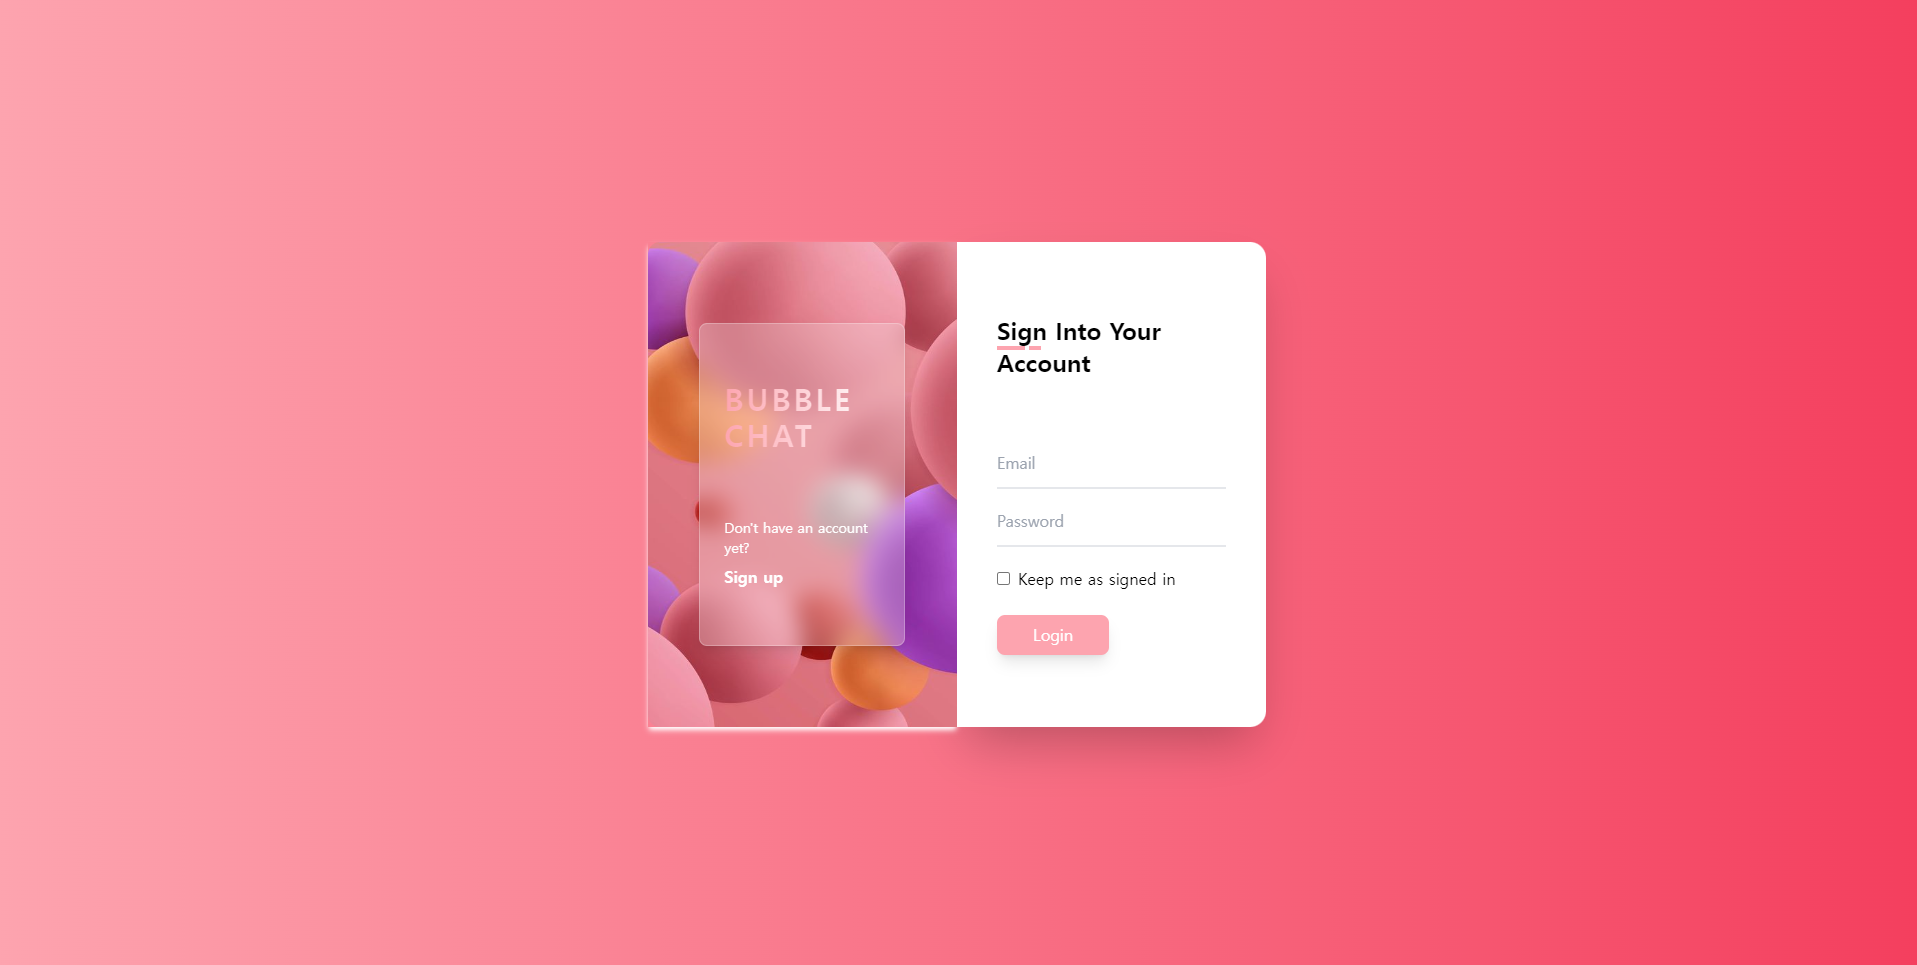 BUBBLE
CHAT
Don't have an account
yet?
Sign up
Sign Into Your
Account
Email
Password
Keep me as signed in
Login